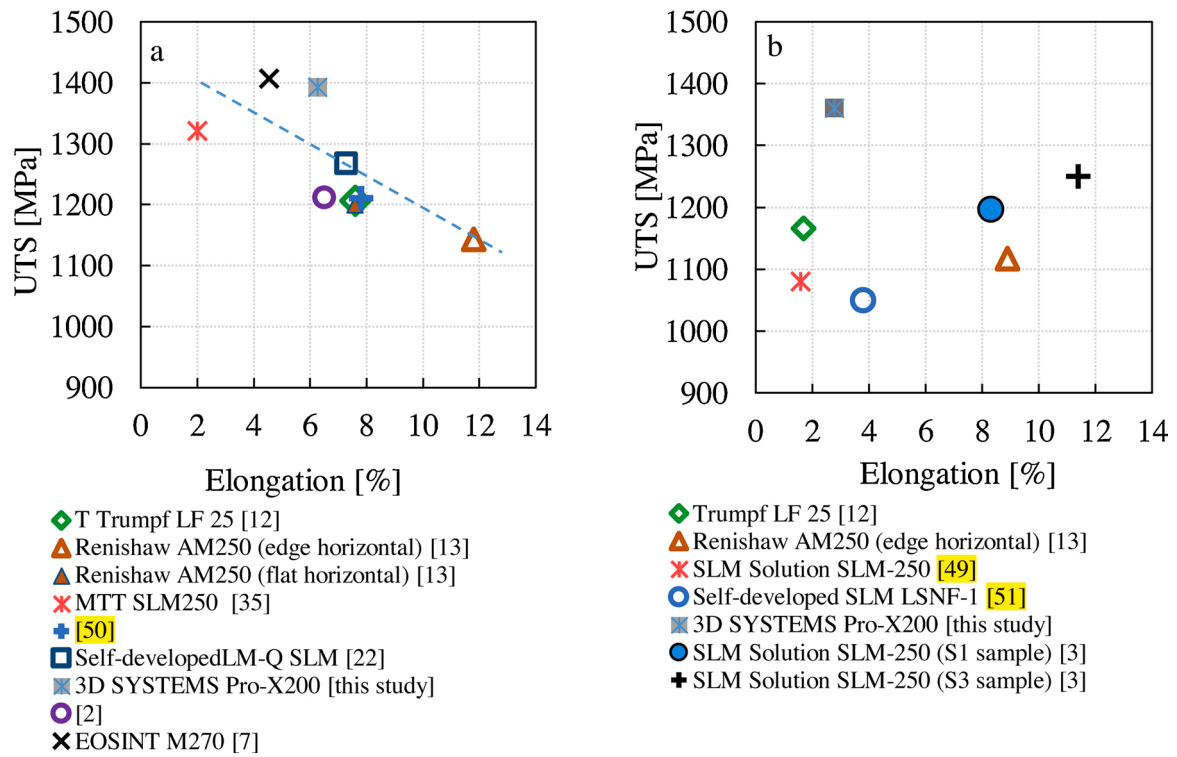 a
UTS [MPa]
1500
1400
1300
1200
1100
1000
900
0 2 4 6 8 10 12 14
Elongation [%]
T Trumpf LF 25 [12]
Renishaw AM250 (edge horizontal) [13]
Renishaw AM250 (flat horizontal) [13]
MTT SLM250 [35]
[50]
Self-developedLM-Q SLM [22]
3D SYSTEMS Pro-X200 [this study]
[2]
EOSINT M270 [7]
b
UTS [MPa]
1500
1400
1300
1200
1100
1000
900
0 2 4 6 8 10 12 14
Elongation [%]
Trumpf LF 25 [12]
Renishaw AM250 (edge horizontal) [13]
SLM Solution SLM-250 [49]
Self-developed SLM LSNF-1 [51]
3D SYSTEMS Pro-X200 [this study]
SLM Solution SLM-250 (S1 sample) [3]
SLM Solution SLM-250 (S3 sample) [3]